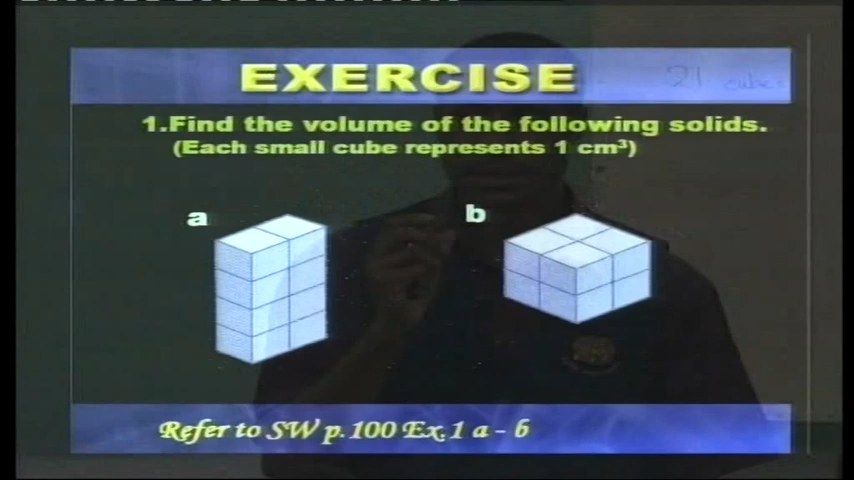 EXERCISE
21 cubes
1.Find the volume of the following solids.
(Each small cube represents 1 cm³)
a
b
Refer to SW p.100 Ex.1 a - 6